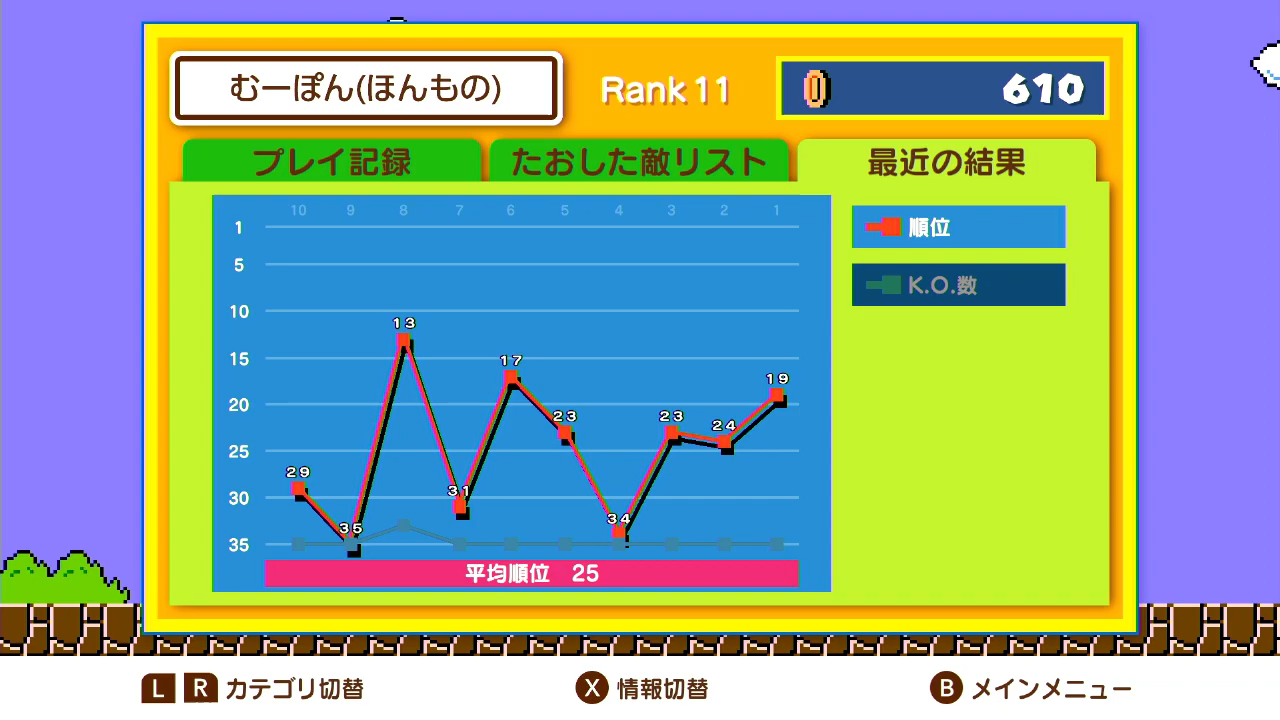 むーぽん(ほんもの)
Rank 11
610
プレイ記録
たおした敵リスト
最近の結果
10 9 8 7 6 5 4 3 2 1
順位
K.O.数
1
5
10
15
20
25
30
35
29 35 13 31 17 23 34 23 24 19
平均順位 25
L R カテゴリ切替
X 情報切替
B メインメニュー